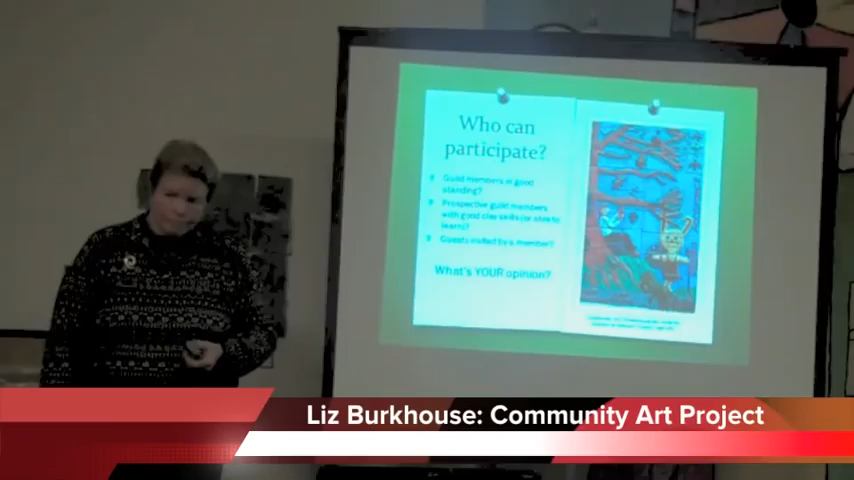 Who can
participate?
Guild members in good
standing?
Prospective guild members
with good clay skills (or able to
learn)?
Guests invited by a member?
What's YOUR opinion?
Liz Burkhouse: Community Art Project